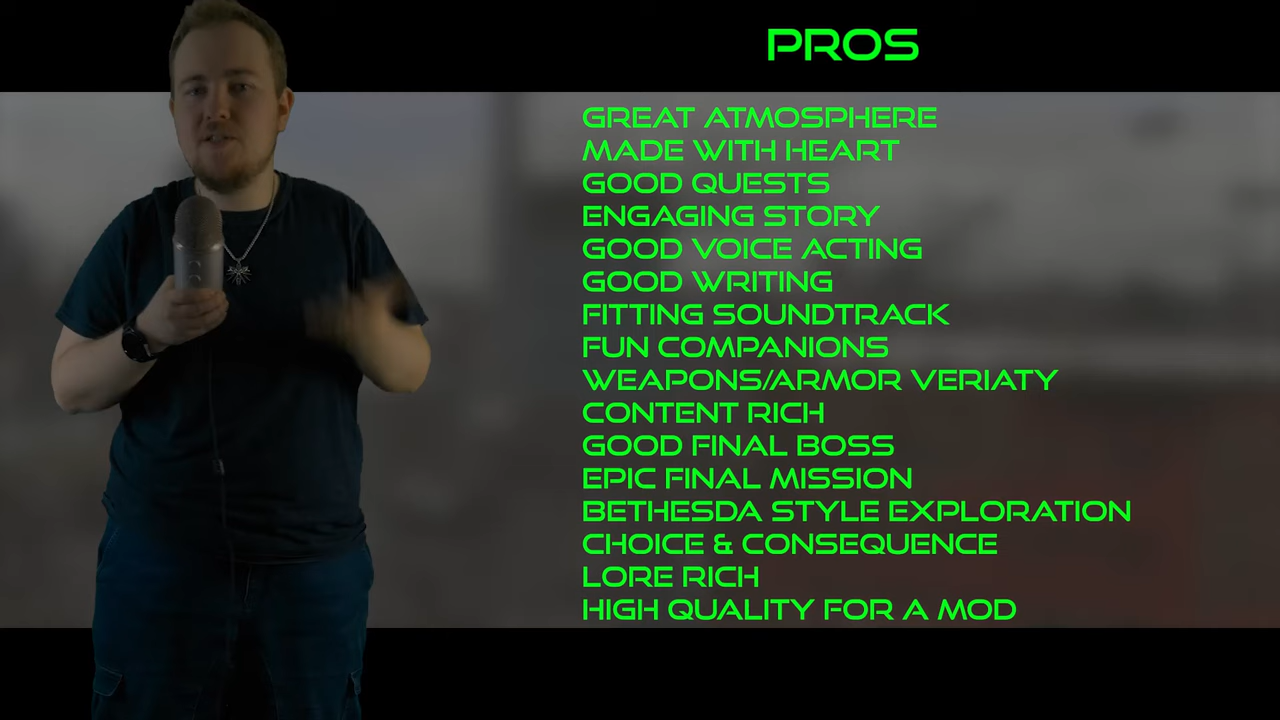 PROS
GREAT ATMOSPHERE
MADE WITH HEART
GOOD QUESTS
ENGAGING STORY
GOOD VOICE ACTING
GOOD WRITING
FITTING SOUNDTRACK
FUN COMPANIONS
WEAPONS/ARMOR VERIATY
CONTENT RICH
GOOD FINAL BOSS
EPIC FINAL MISSION
BETHESDA STYLE EXPLORATION
CHOICE & CONSEQUENCE
LORE RICH
HIGH QUALITY FOR A MOD